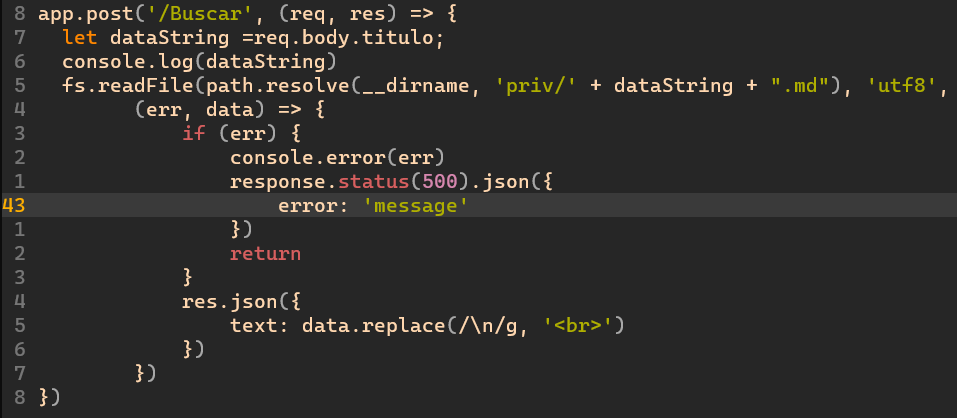 8 app.post('/Buscar', (req, res) => {
7   let dataString =req.body.titulo;
6   console.log(dataString)
5   fs.readFile(path.resolve(__dirname, 'priv/' + dataString + ".md"), 'utf8',
4         (err, data) => {
3             if (err) {
2                 console.error(err)
1                 response.status(500).json({
43                     error: 'message'
1                 })
2                 return
3             }
4             res.json({
5                 text: data.replace(/\n/g, '<br>')
6             })
7         })
8 })